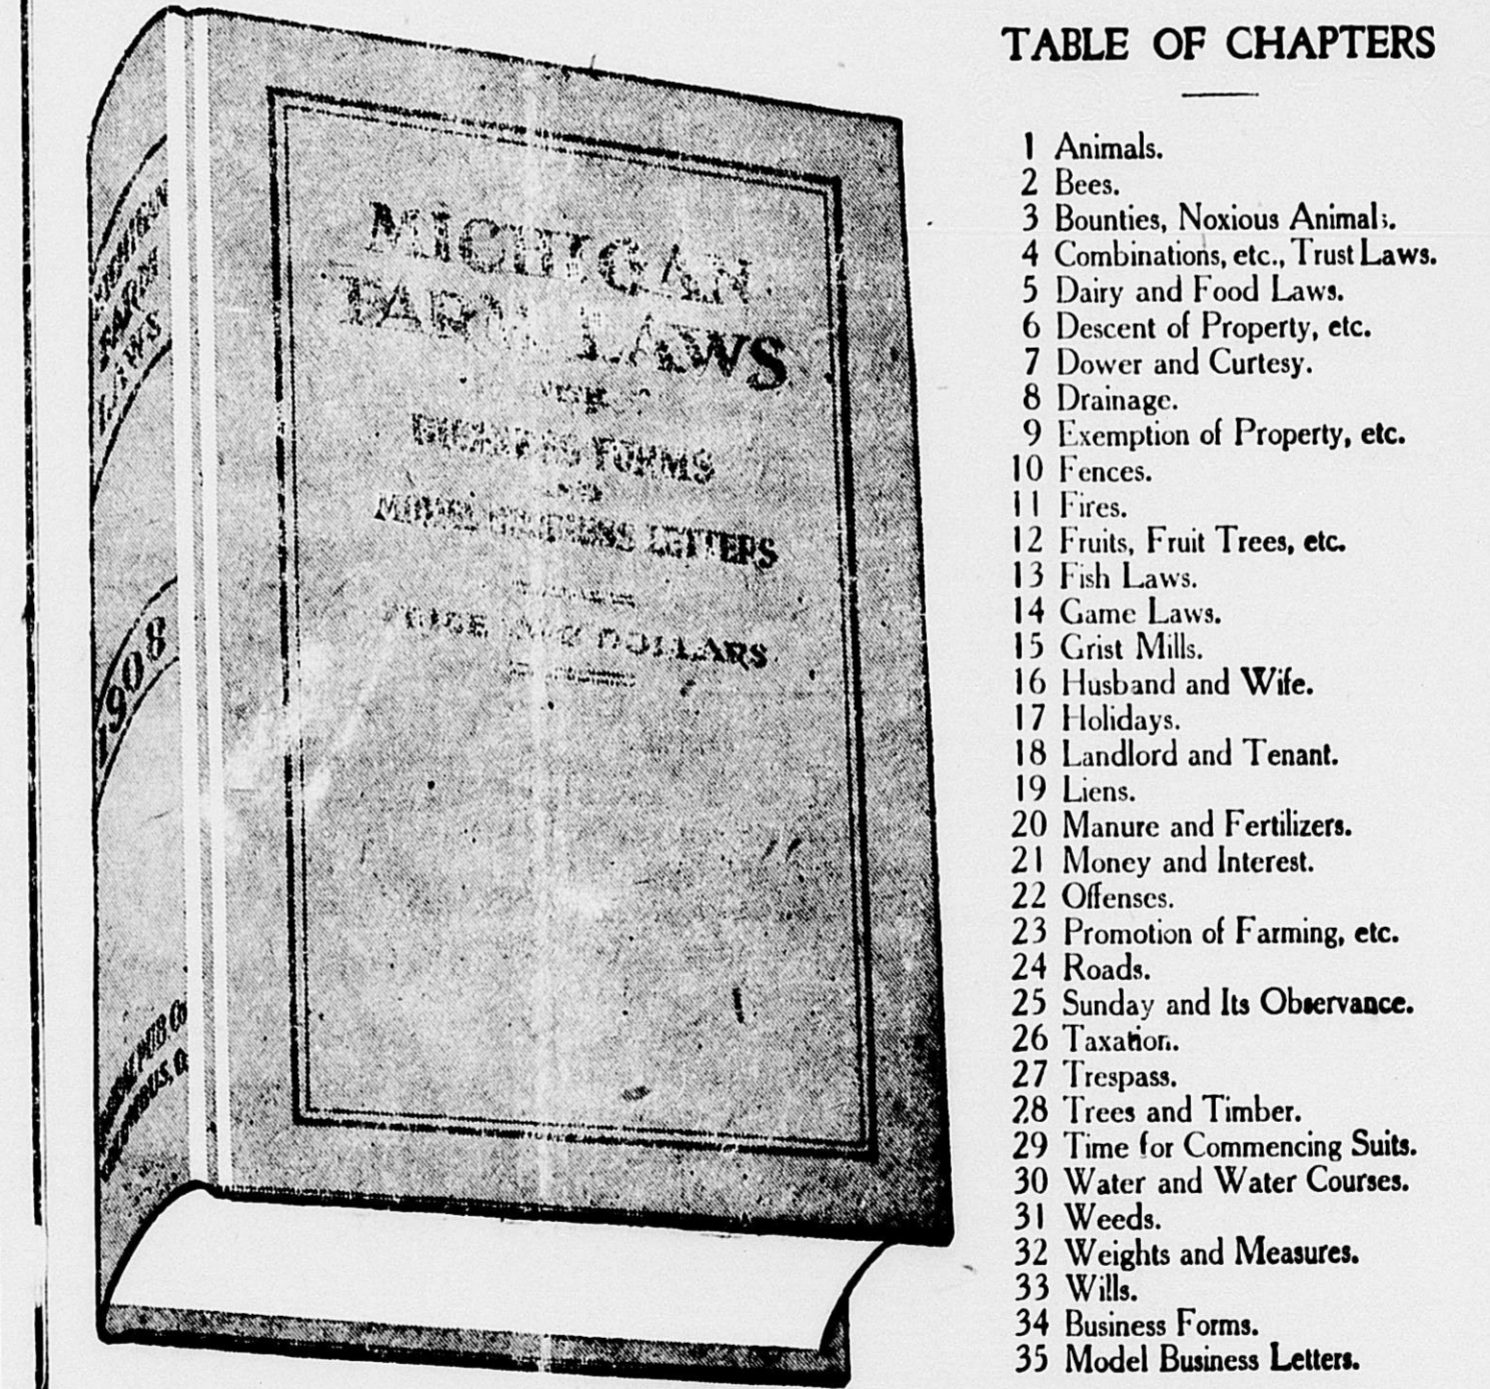 MICHIGAN
FARM LAWS
1908
FARM
LAWS
BUSINESS FORMS
MODEL BUSINESS LETTERS
DOLLARS
TABLE OF CHAPTERS
1 Animals.
2 Bees.
3 Bounties, Noxious Animals.
4 Combinations, etc., Trust Laws.
5 Dairy and Food Laws.
6 Descent of Property, etc.
7 Dower and Curtesy.
8 Drainage.
9 Exemption of Property, etc.
10 Fences.
11 Fires.
12 Fruits, Fruit Trees, etc.
13 Fish Laws.
14 Game Laws.
15 Grist Mills.
16 Husband and Wife.
17 Holidays.
18 Landlord and Tenant.
19 Liens.
20 Manure and Fertilizers.
21 Money and Interest.
22 Offenses.
23 Promotion of Farming, etc.
24 Roads.
25 Sunday and Its Observance.
26 Taxation.
27 Trespass.
28 Trees and Timber.
29 Time for Commencing Suits.
30 Water and Water Courses.
31 Weeds.
32 Weights and Measures.
33 Wills.
34 Business Forms.
35 Model Business Letters.